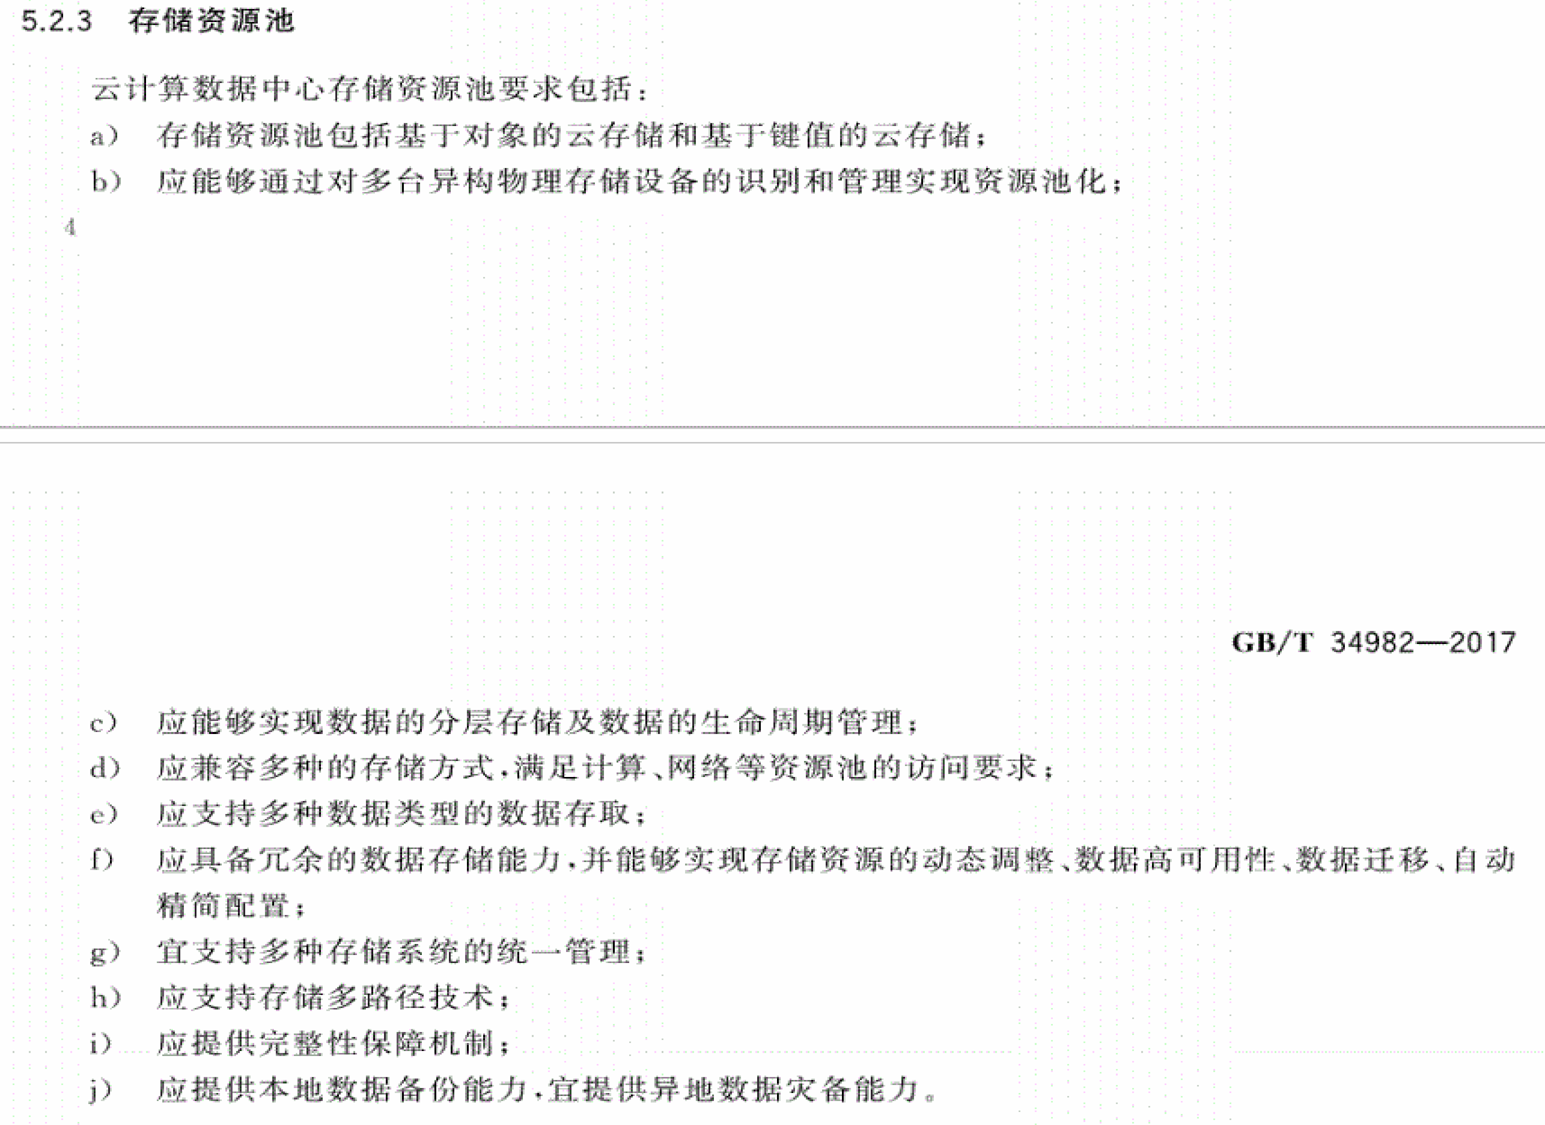 5.2.3 存储资源池
云计算数据中心存储资源池要求包括:
a) 存储资源池包括基于对象的云存储和基于键值的云存储;
b) 应能够通过对多台异构物理存储设备的识别和管理实现资源池化;
4
GB/T 34982—2017
c) 应能够实现数据的分层存储及数据的生命周期管理;
d) 应兼容多种的存储方式,满足计算、网络等资源池的访问要求;
e) 应支持多种数据类型的数据存取;
f) 应具备冗余的数据存储能力,并能够实现存储资源的动态调整、数据高可用性、数据迁移、自动
精简配置;
g) 宜支持多种存储系统的统一管理;
h) 应支持存储多路径技术;
i) 应提供完整性保障机制;
j) 应提供本地数据备份能力,宜提供异地数据灾备能力。